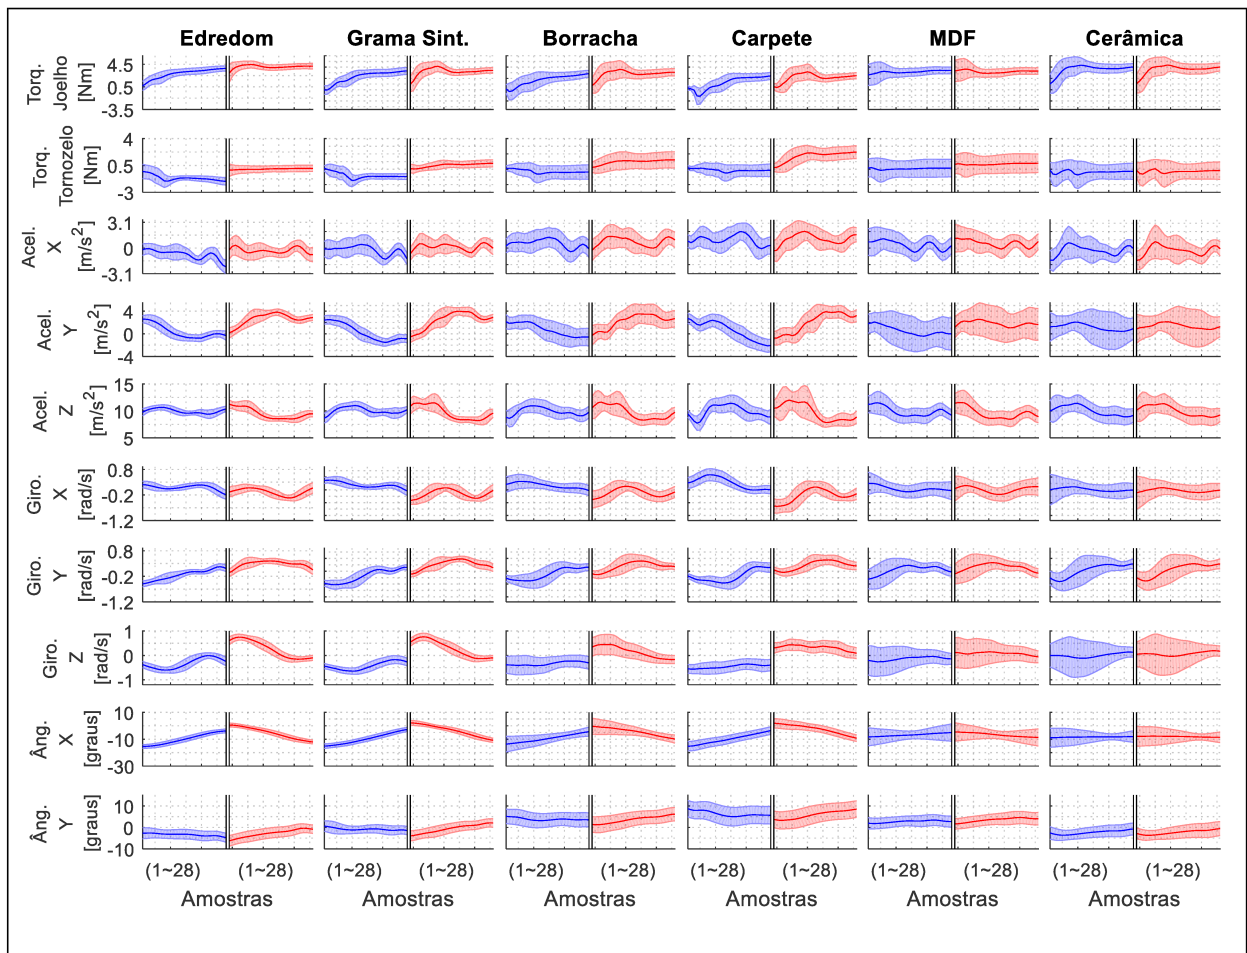 Edredom Grama Sint. Borracha Carpete MDF Cerâmica
Torq.
Joelho
[Nm]
4.5
0.5
-3.5
Torq.
Tornozelo
[Nm]
4
0.5
-3
Acel.
X
[m/s²]
3.1
0
-3.1
Acel.
Y
[m/s²]
4
0
-4
Acel.
Z
[m/s²]
15
10
5
Giro.
X
[rad/s]
0.8
-0.2
-1.2
Giro.
Y
[rad/s]
0.8
-0.2
-1.2
Giro.
Z
[rad/s]
1
0
-1
Âng.
X
[graus]
10
-10
-30
Âng.
Y
[graus]
10
0
-10
(1~28) (1~28) (1~28) (1~28) (1~28) (1~28) (1~28) (1~28) (1~28) (1~28) (1~28) (1~28)
Amostras Amostras Amostras Amostras Amostras Amostras